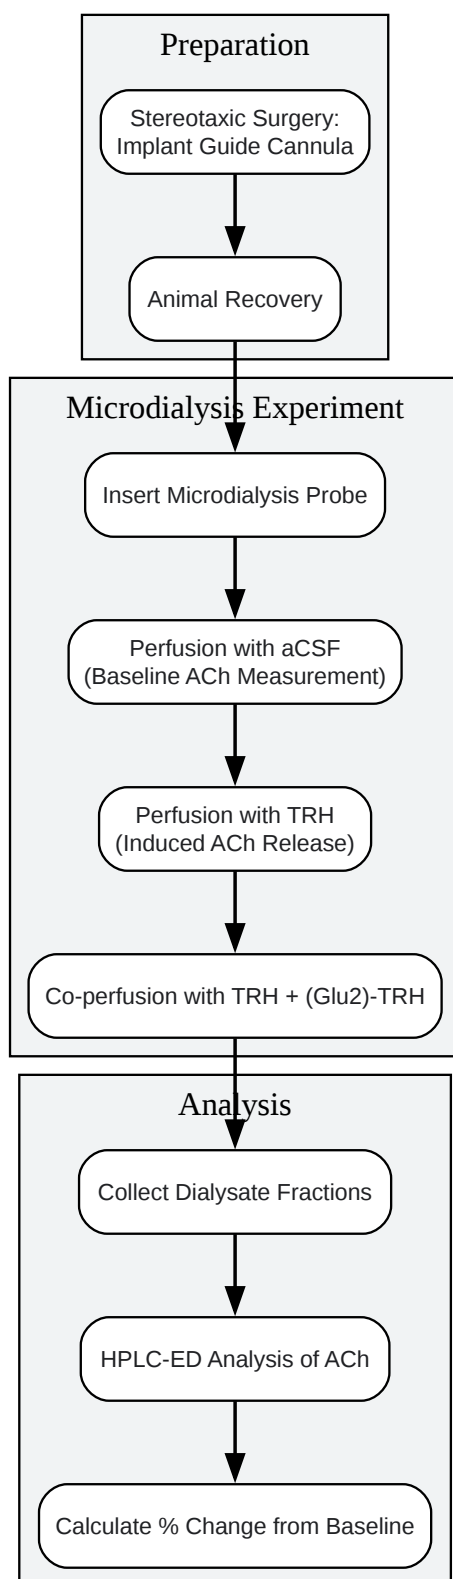 Preparation
Stereotaxic Surgery:
Implant Guide Cannula
Animal Recovery
Microdialysis Experiment
Insert Microdialysis Probe
Perfusion with aCSF
(Baseline ACh Measurement)
Perfusion with TRH
(Induced ACh Release)
Co-perfusion with TRH + (Glu2)-TRH
Analysis
Collect Dialysate Fractions
HPLC-ED Analysis of ACh
Calculate % Change from Baseline